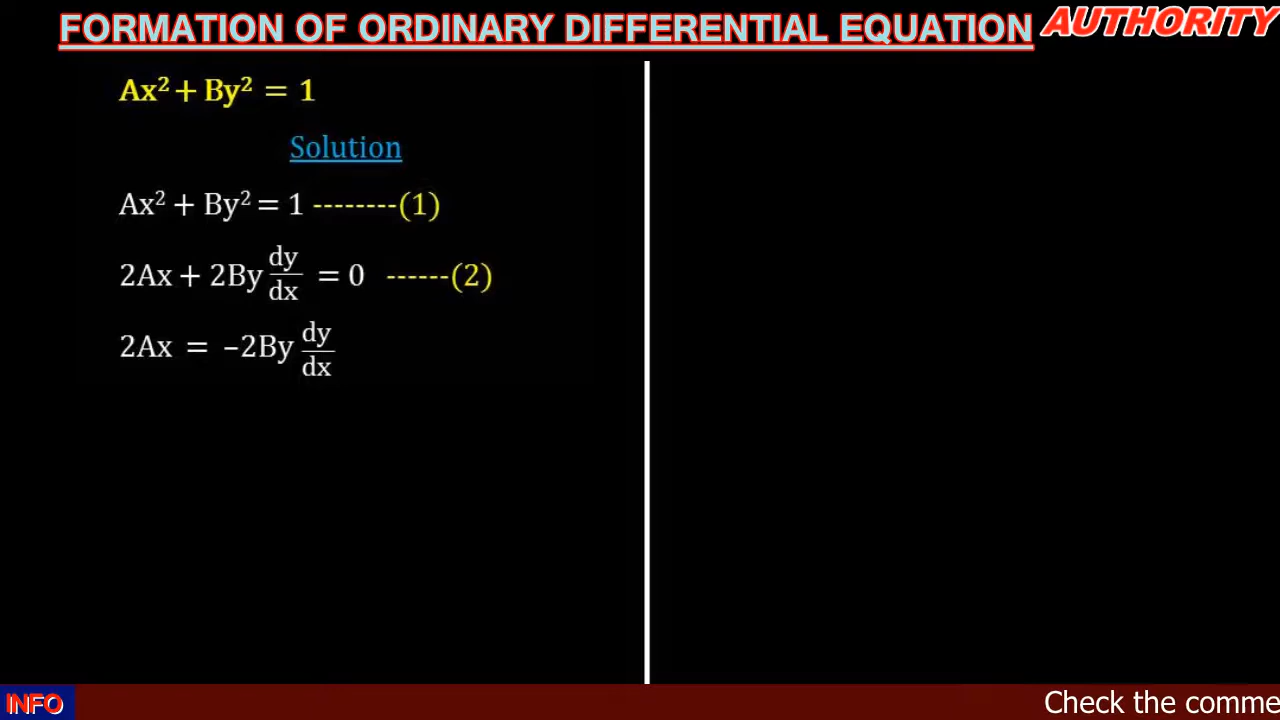 FORMATION OF ORDINARY DIFFERENTIAL EQUATION
AUTHORITY
Ax² + By² = 1
Solution
Ax² + By² = 1 --------(1)
2Ax + 2By dy/dx = 0 ------(2)
2Ax = –2By dy/dx
INFO
Check the comme